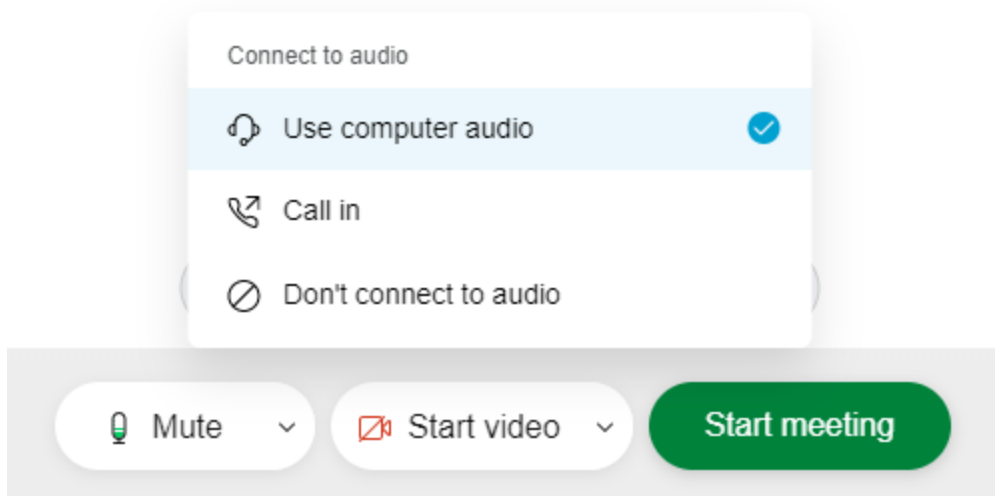 Connect to audio
Use computer audio
Call in
Don't connect to audio
Mute
Start video
Start meeting